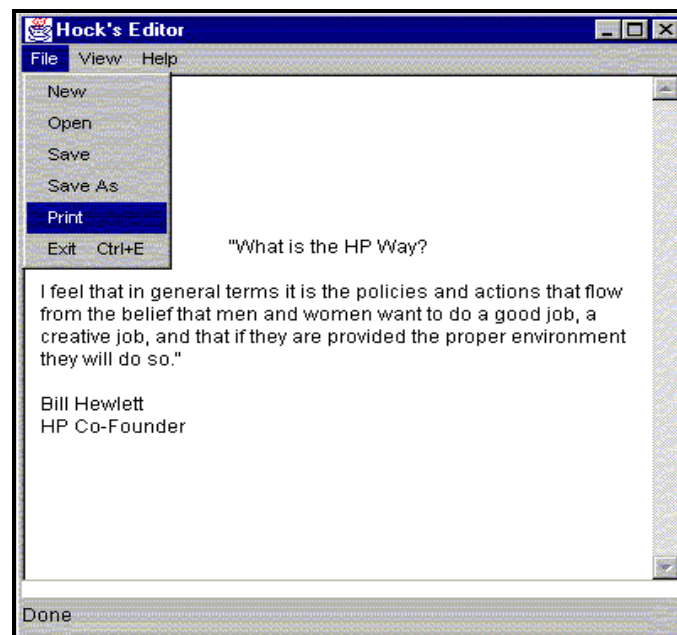 Hock's Editor
File View Help
New
Open
Save
Save As
Print
Exit Ctrl+E
"What is the HP Way?
I feel that in general terms it is the policies and actions that flow
from the belief that men and women want to do a good job, a
creative job, and that if they are provided the proper environment
they will do so."
Bill Hewlett
HP Co-Founder
Done